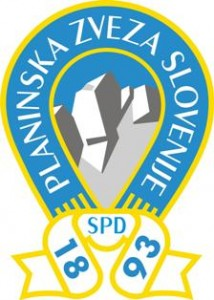 PLANINSKA ZVEZA SLOVENIJE
SPD
18 93